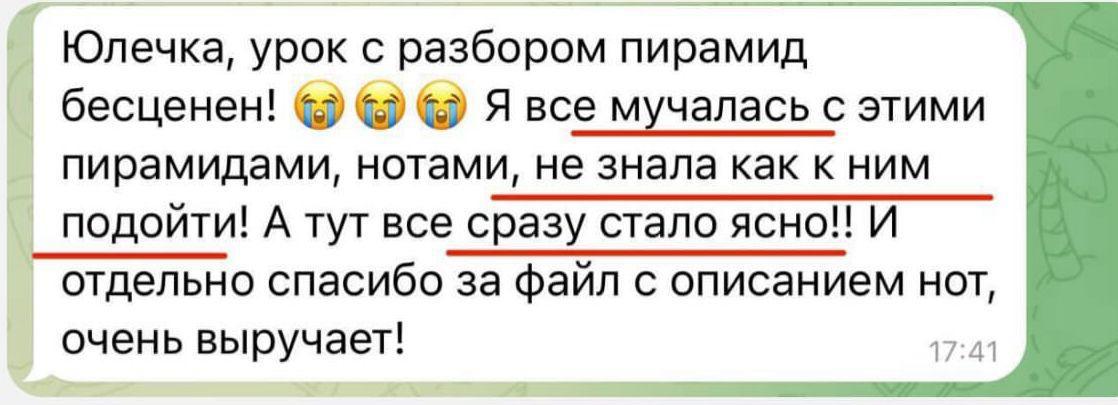 Юлечка, урок с разбором пирамид
бесценен! 😭😭😭 Я все мучалась с этими
пирамидами, нотами, не знала как к ним
подойти! А тут все сразу стало ясно!! И
отдельно спасибо за файл с описанием нот,
очень выручает!
17:41